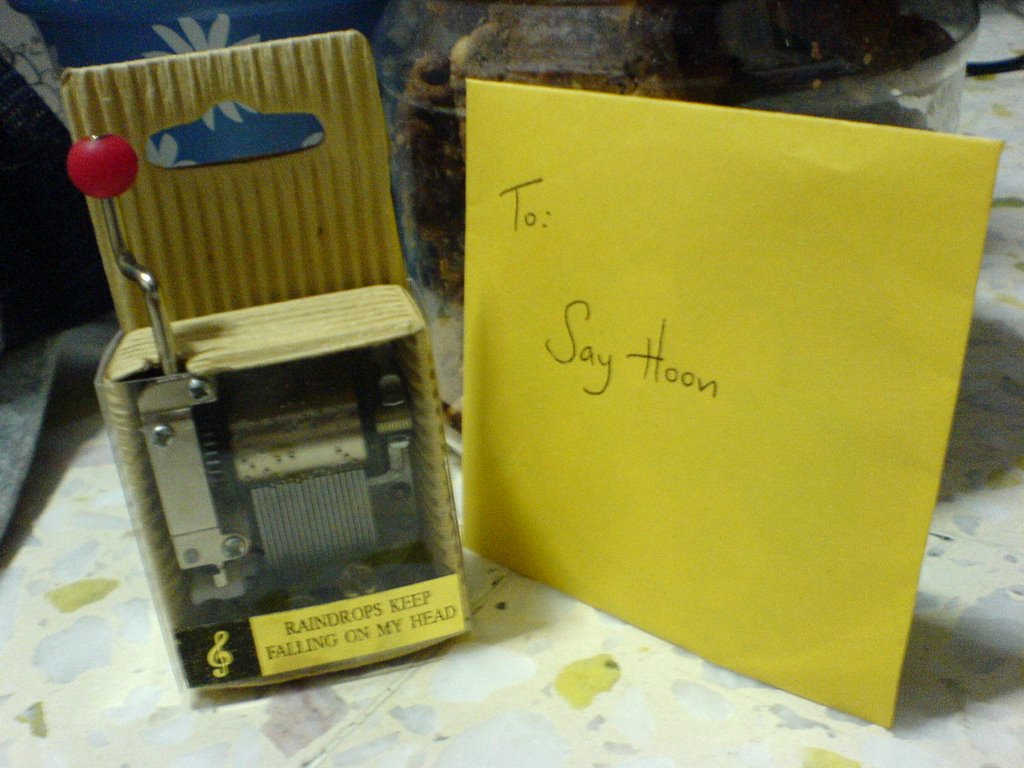 RAINDROPS KEEP
FALLING ON MY HEAD
To:
Say Hoon